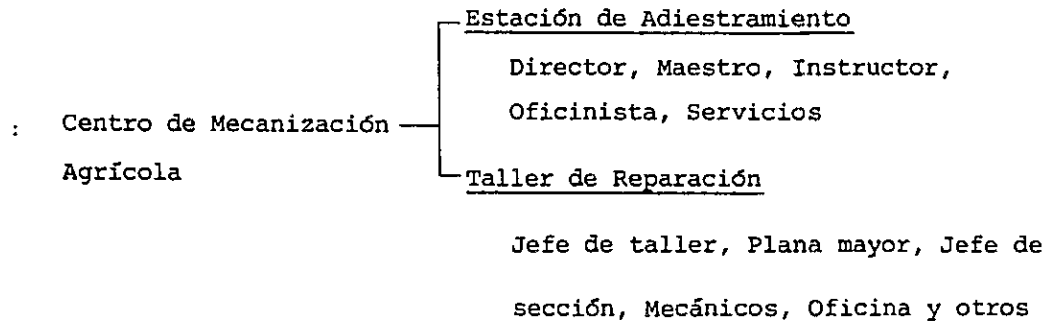 Estación de Adiestramiento
Director, Maestro, Instructor,
Oficinista, Servicios
: Centro de Mecanización
Agrícola
Taller de Reparación
Jefe de taller, Plana mayor, Jefe de
sección, Mecánicos, Oficina y otros